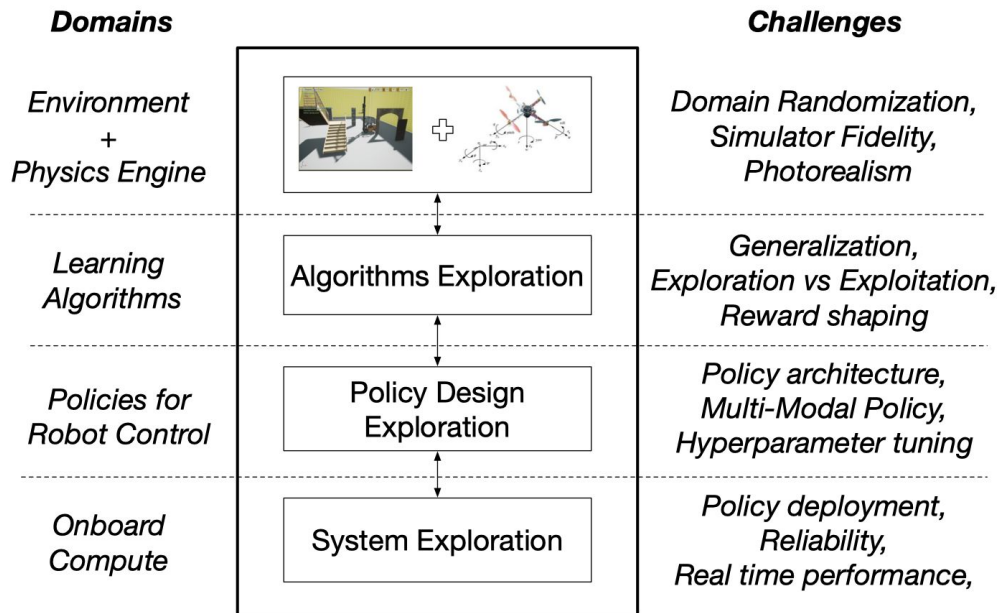 Domains
Challenges
Environment
+
Physics Engine
Domain Randomization,
Simulator Fidelity,
Photorealism
Learning
Algorithms
Algorithms Exploration
Generalization,
Exploration vs Exploitation,
Reward shaping
Policies for
Robot Control
Policy Design
Exploration
Policy architecture,
Multi-Modal Policy,
Hyperparameter tuning
Onboard
Compute
System Exploration
Policy deployment,
Reliability,
Real time performance,